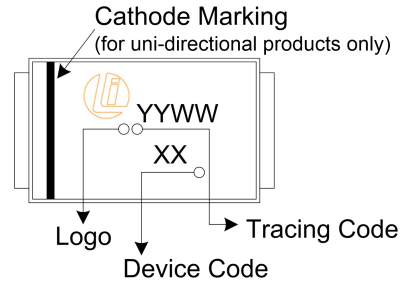 Cathode Marking
(for uni-directional products only)
YYWW
XX
Tracing Code
Logo
Device Code